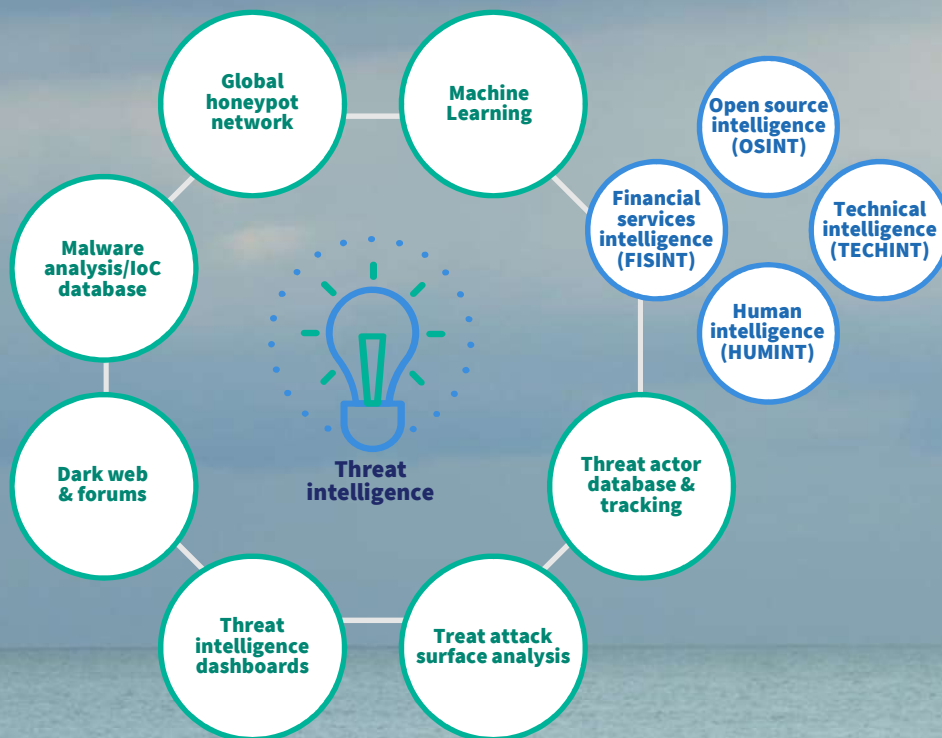 Global
honeypot
network
Machine
Learning
Open source
intelligence
(OSINT)
Financial
services
intelligence
(FISINT)
Technical
intelligence
(TECHINT)
Human
intelligence
(HUMINT)
Malware
analysis/IoC
database
Threat
intelligence
Dark web
& forums
Threat actor
database &
tracking
Threat
intelligence
dashboards
Treat attack
surface analysis